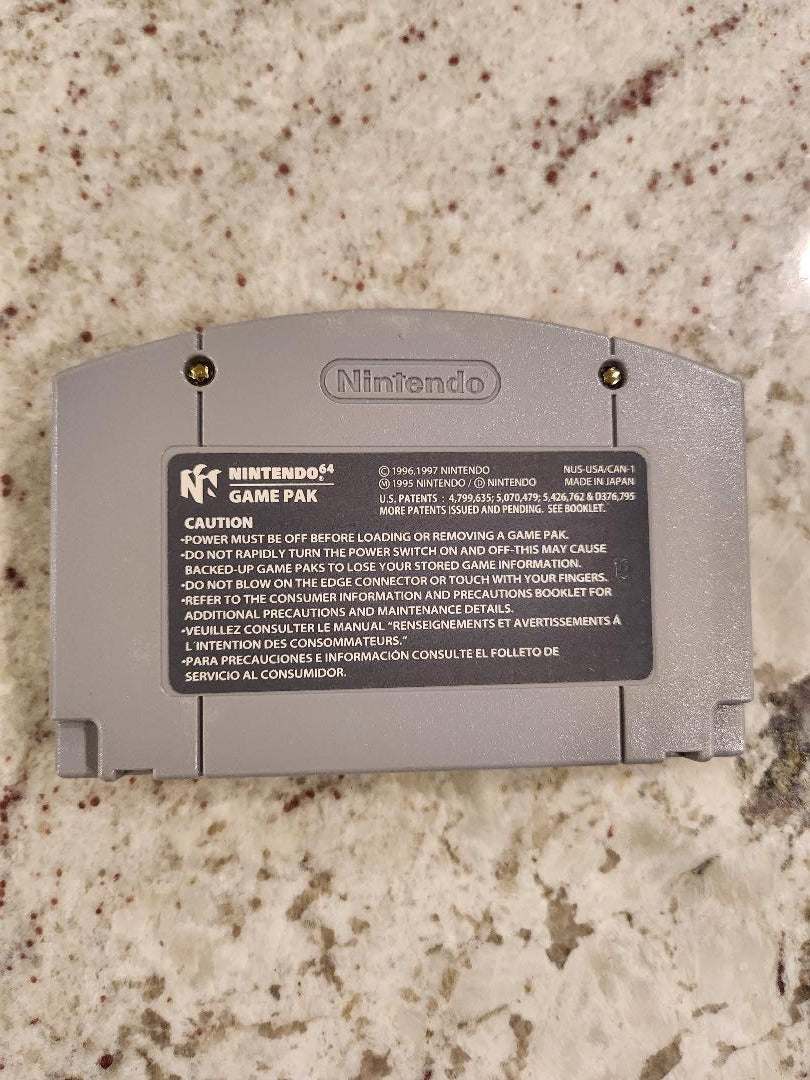 Nintendo
NINTENDO64
GAME PAK
© 1996,1997 NINTENDO
Ⓜ 1995 NINTENDO / Ⓓ NINTENDO
NUS-USA/CAN-1
MADE IN JAPAN
U.S. PATENTS : 4,799,635; 5,070,479; 5,426,762 & D376,795
MORE PATENTS ISSUED AND PENDING. SEE BOOKLET.
CAUTION
•POWER MUST BE OFF BEFORE LOADING OR REMOVING A GAME PAK.
•DO NOT RAPIDLY TURN THE POWER SWITCH ON AND OFF-THIS MAY CAUSE
BACKED-UP GAME PAKS TO LOSE YOUR STORED GAME INFORMATION.
•DO NOT BLOW ON THE EDGE CONNECTOR OR TOUCH WITH YOUR FINGERS.
•REFER TO THE CONSUMER INFORMATION AND PRECAUTIONS BOOKLET FOR
ADDITIONAL PRECAUTIONS AND MAINTENANCE DETAILS.
•VEUILLEZ CONSULTER LE MANUAL "RENSEIGNEMENTS ET AVERTISSEMENTS Á
L'INTENTION DES CONSOMMATEURS."
•PARA PRECAUCIONES E INFORMACIÓN CONSULTE EL FOLLETO DE
SERVICIO AL CONSUMIDOR.